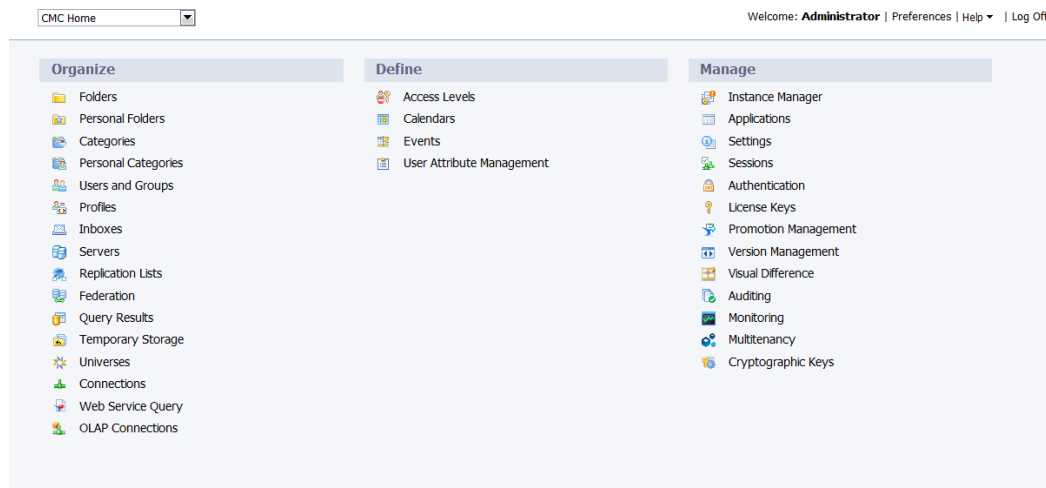 CMC Home
Welcome: Administrator | Preferences | Help | Log Off
Organize
Folders
Personal Folders
Categories
Personal Categories
Users and Groups
Profiles
Inboxes
Servers
Replication Lists
Federation
Query Results
Temporary Storage
Universes
Connections
Web Service Query
OLAP Connections
Define
Access Levels
Calendars
Events
User Attribute Management
Manage
Instance Manager
Applications
Settings
Sessions
Authentication
License Keys
Promotion Management
Version Management
Visual Difference
Auditing
Monitoring
Multitenancy
Cryptographic Keys